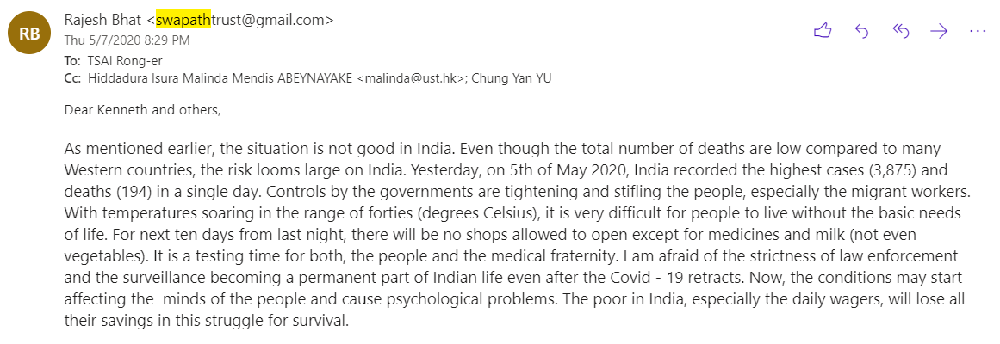 RB
Rajesh Bhat <swapathtrust@gmail.com>
Thu 5/7/2020 8:29 PM
To: TSAI Rong-er
Cc: Hiddadura Isura Malinda Mendis ABEYNAYAKE <malinda@ust.hk>; Chung Yan YU
Dear Kenneth and others,
As mentioned earlier, the situation is not good in India. Even though the total number of deaths are low compared to many
Western countries, the risk looms large on India. Yesterday, on 5th of May 2020, India recorded the highest cases (3,875) and
deaths (194) in a single day. Controls by the governments are tightening and stifling the people, especially the migrant workers.
With temperatures soaring in the range of forties (degrees Celsius), it is very difficult for people to live without the basic needs
of life. For next ten days from last night, there will be no shops allowed to open except for medicines and milk (not even
vegetables). It is a testing time for both, the people and the medical fraternity. I am afraid of the strictness of law enforcement
and the surveillance becoming a permanent part of Indian life even after the Covid - 19 retracts. Now, the conditions may start
affecting the  minds of the people and cause psychological problems. The poor in India, especially the daily wagers, will lose all
their savings in this struggle for survival.